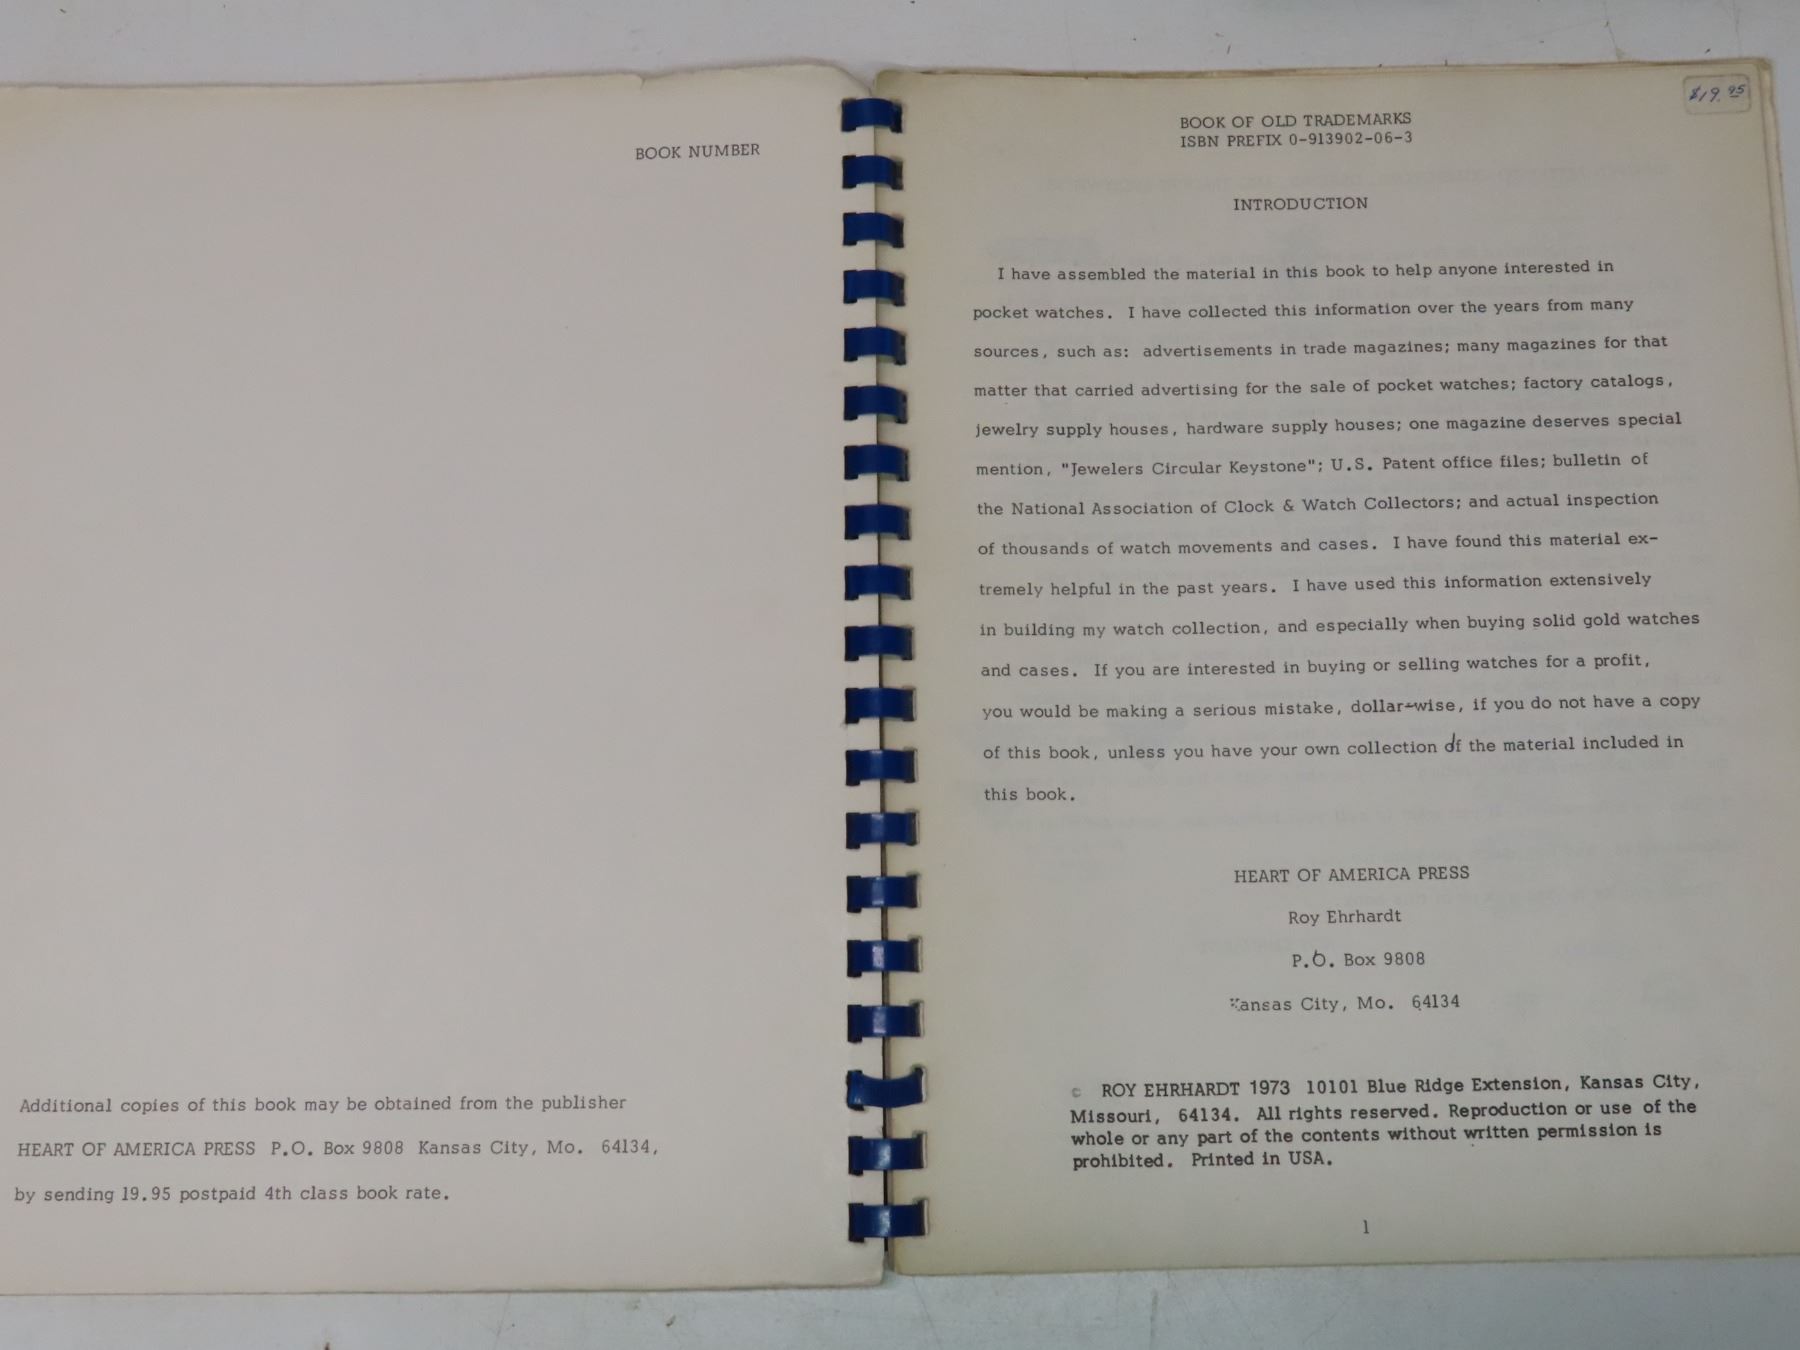 BOOK NUMBER
Additional copies of this book may be obtained from the publisher
HEART OF AMERICA PRESS P.O. Box 9808 Kansas City, Mo. 64134,
by sending 19.95 postpaid 4th class book rate.
$19.95
BOOK OF OLD TRADEMARKS
ISBN PREFIX 0-913902-06-3
INTRODUCTION
I have assembled the material in this book to help anyone interested in
pocket watches. I have collected this information over the years from many
sources, such as: advertisements in trade magazines; many magazines for that
matter that carried advertising for the sale of pocket watches; factory catalogs,
jewelry supply houses, hardware supply houses; one magazine deserves special
mention, "Jewelers Circular Keystone"; U.S. Patent office files; bulletin of
the National Association of Clock & Watch Collectors; and actual inspection
of thousands of watch movements and cases. I have found this material ex-
tremely helpful in the past years. I have used this information extensively
in building my watch collection, and especially when buying solid gold watches
and cases. If you are interested in buying or selling watches for a profit,
you would be making a serious mistake, dollar-wise, if you do not have a copy
of this book, unless you have your own collection of the material included in
this book.
HEART OF AMERICA PRESS
Roy Ehrhardt
P.O. Box 9808
Kansas City, Mo. 64134
© ROY EHRHARDT 1973 10101 Blue Ridge Extension, Kansas City,
Missouri, 64134. All rights reserved. Reproduction or use of the
whole or any part of the contents without written permission is
prohibited. Printed in USA.
1